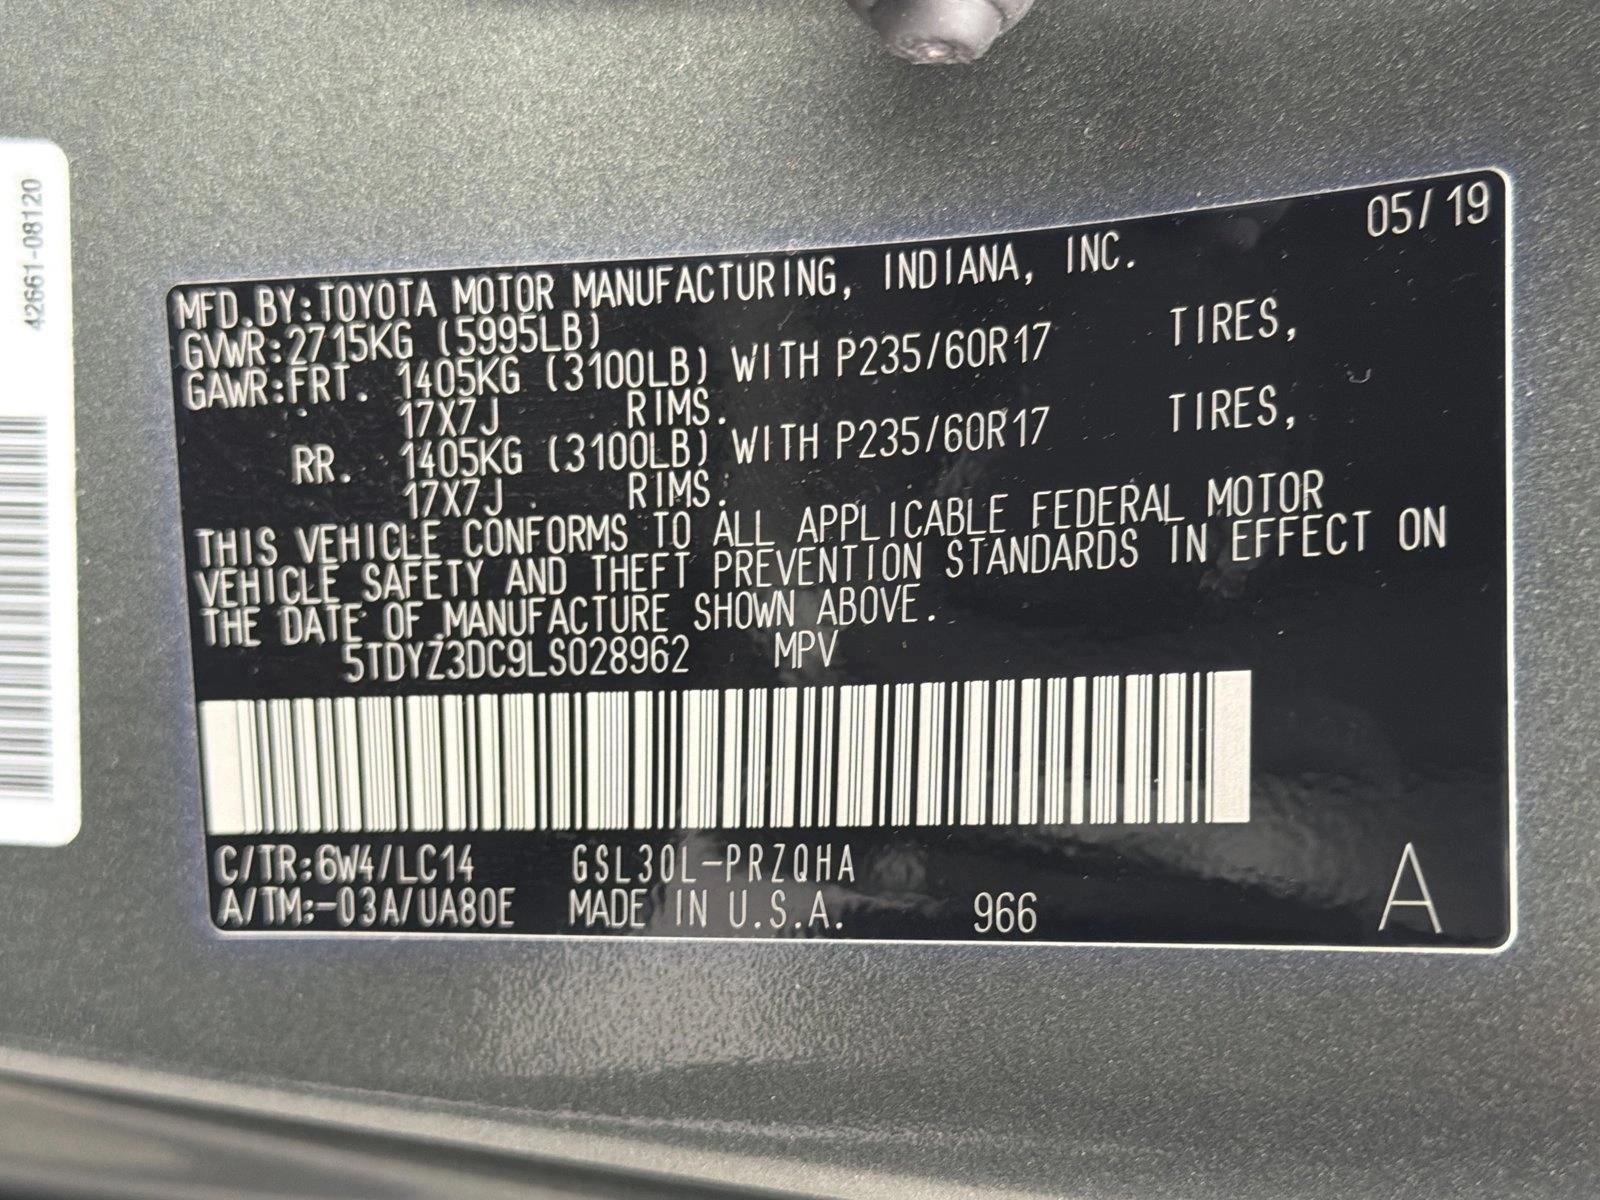 42661-08120
05/19
MFD.BY:TOYOTA MOTOR MANUFACTURING, INDIANA, INC.
GVWR:2715KG (5995LB)
GAWR:FRT. 1405KG (3100LB) WITH P235/60R17 TIRES,
17X7J RIMS.
RR. 1405KG (3100LB) WITH P235/60R17 TIRES,
17X7J RIMS.
THIS VEHICLE CONFORMS TO ALL APPLICABLE FEDERAL MOTOR
VEHICLE SAFETY AND THEFT PREVENTION STANDARDS IN EFFECT ON
THE DATE OF MANUFACTURE SHOWN ABOVE.
5TDYZ3DC9LS028962 MPV
C/TR:6W4/LC14 GSL30L-PRZQHA
A/TM:-03A/UA80E MADE IN U.S.A. 966 A